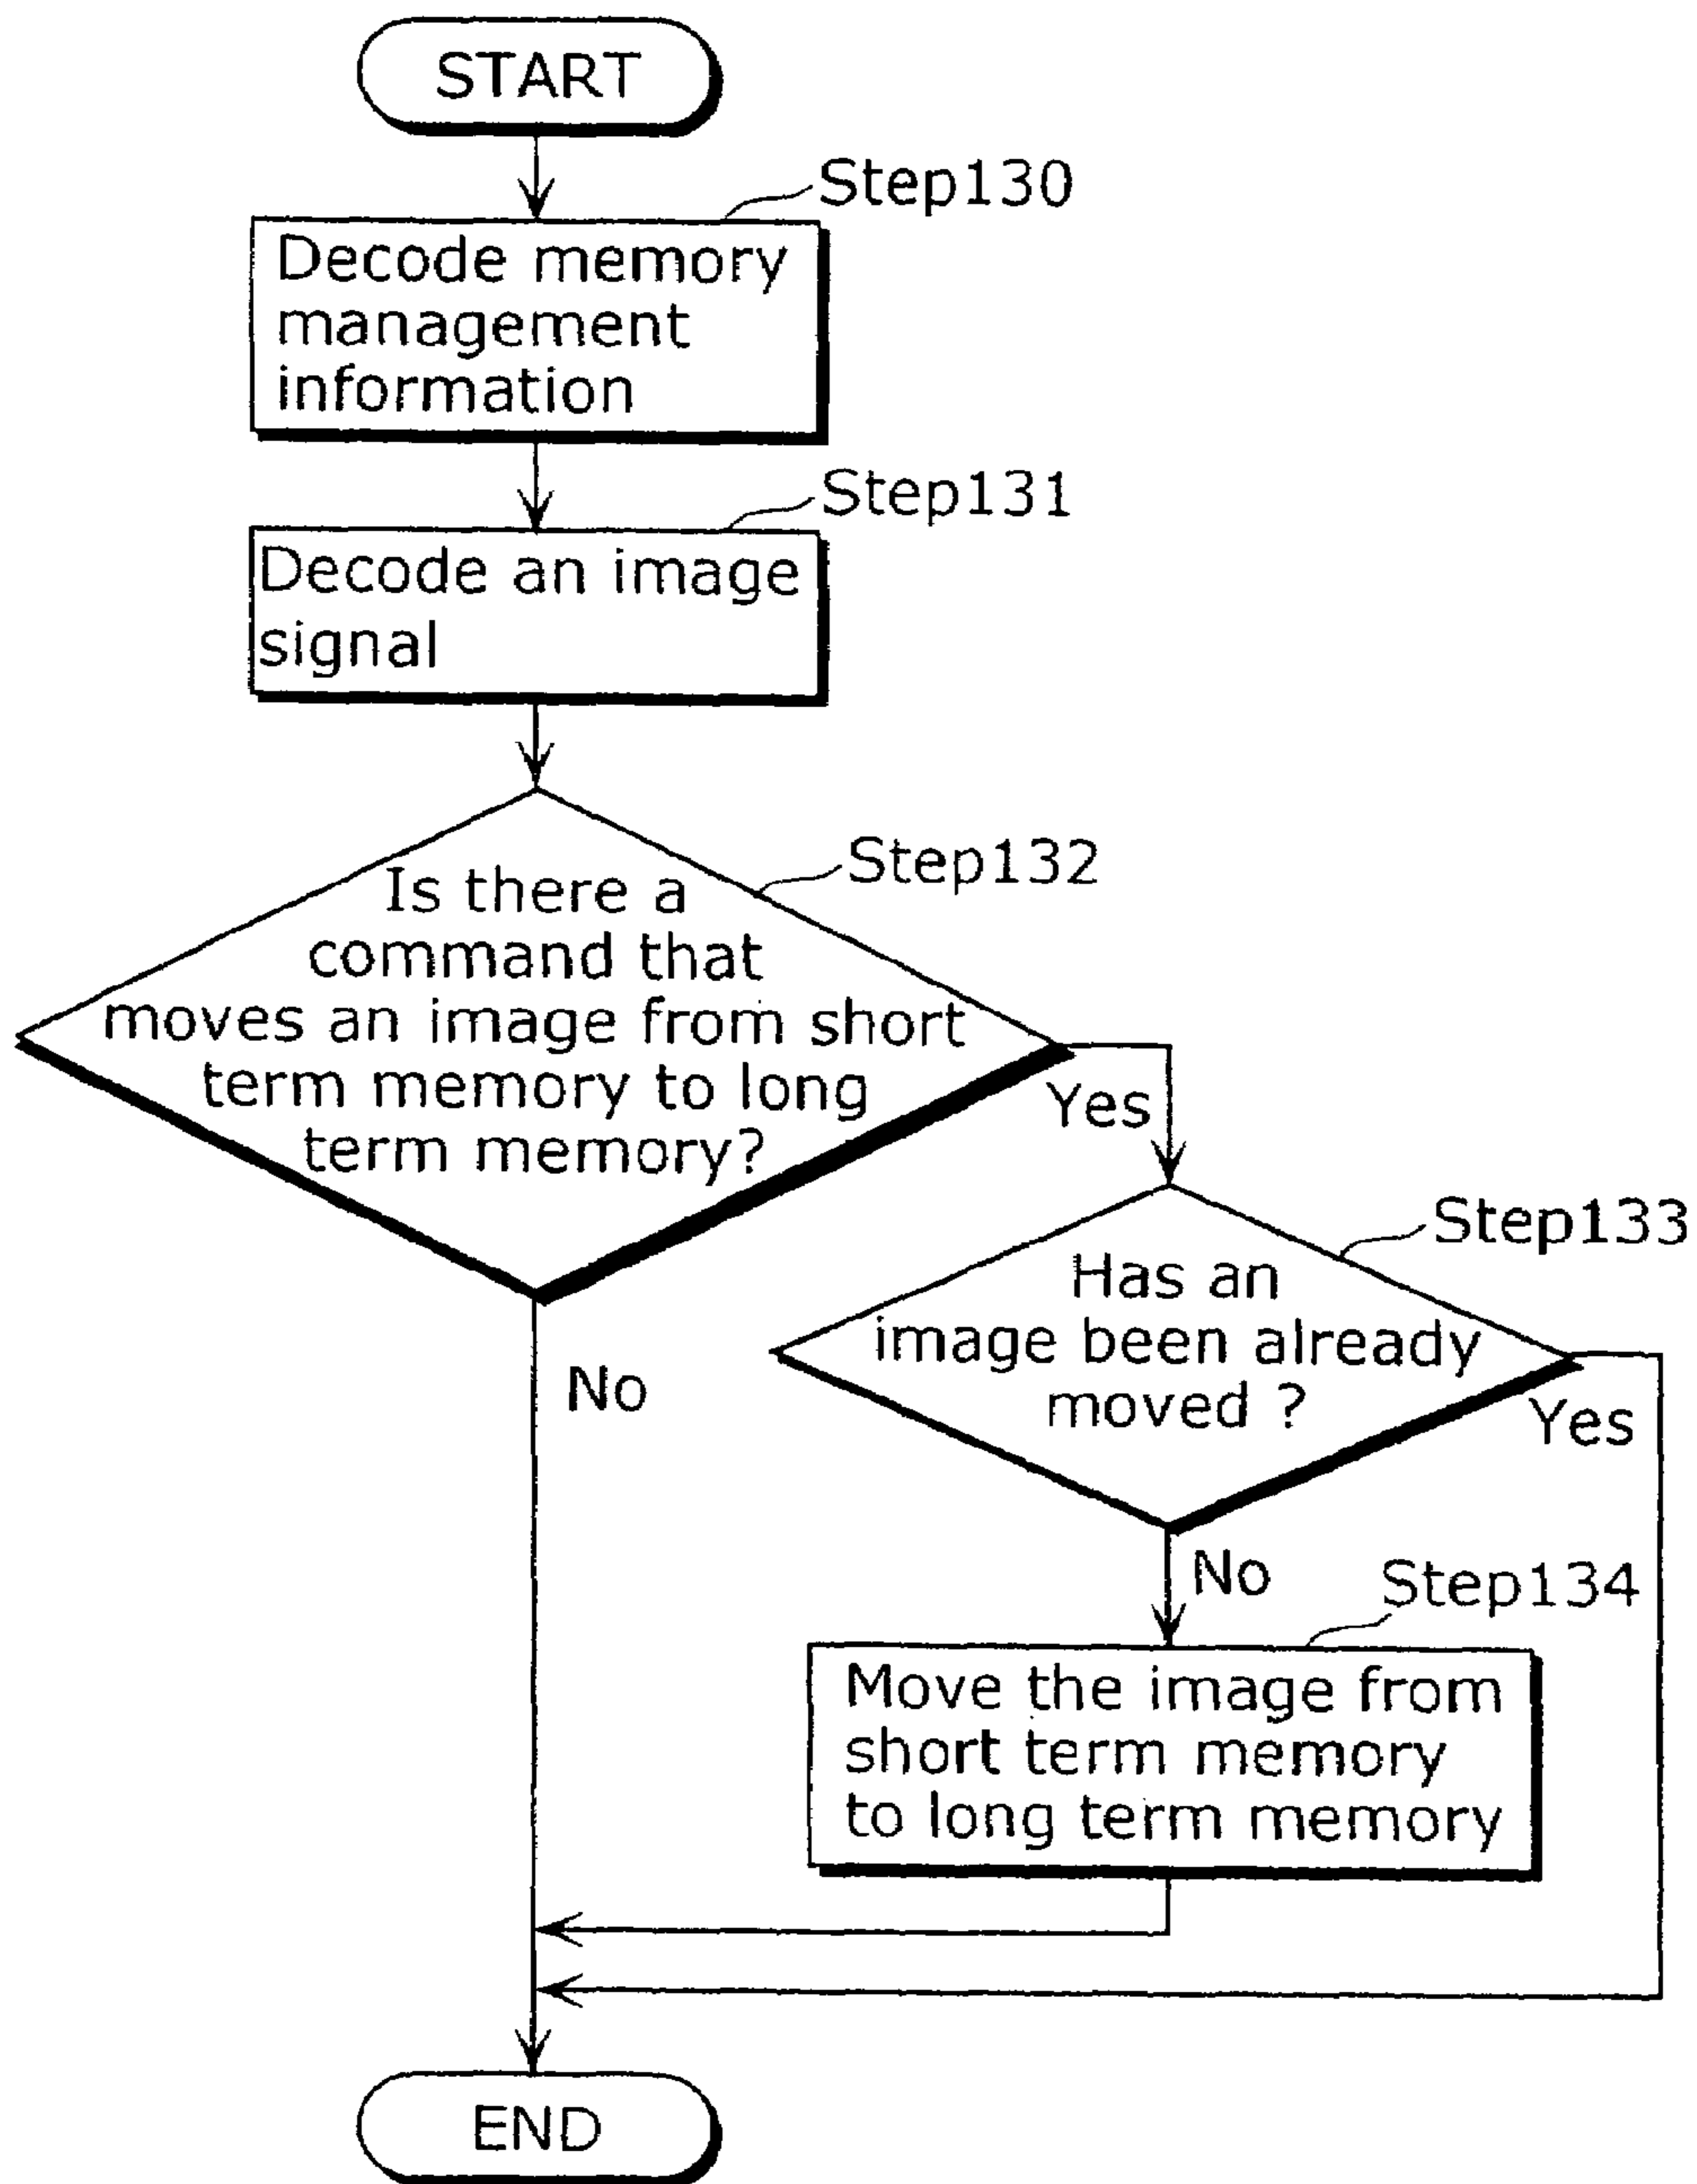 START
Step130
Decode memory
management
information
Step131
Decode an image
signal
Step132
Is there a
command that
moves an image from short
term memory to long
term memory?
Yes
Step133
Has an
image been already
moved ?
No
Yes
No
Step134
Move the image from
short term memory
to long term memory
END